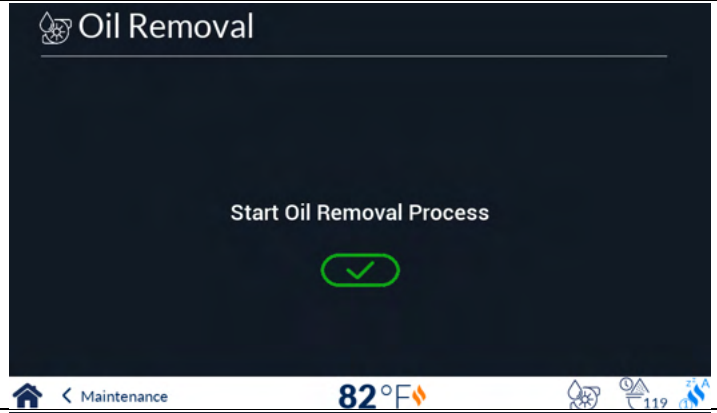 Oil Removal
Start Oil Removal Process
< Maintenance
82°F
119
z z A